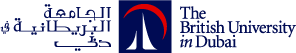 الجامعة
البريطانية في
دبي
The
British University
in Dubai